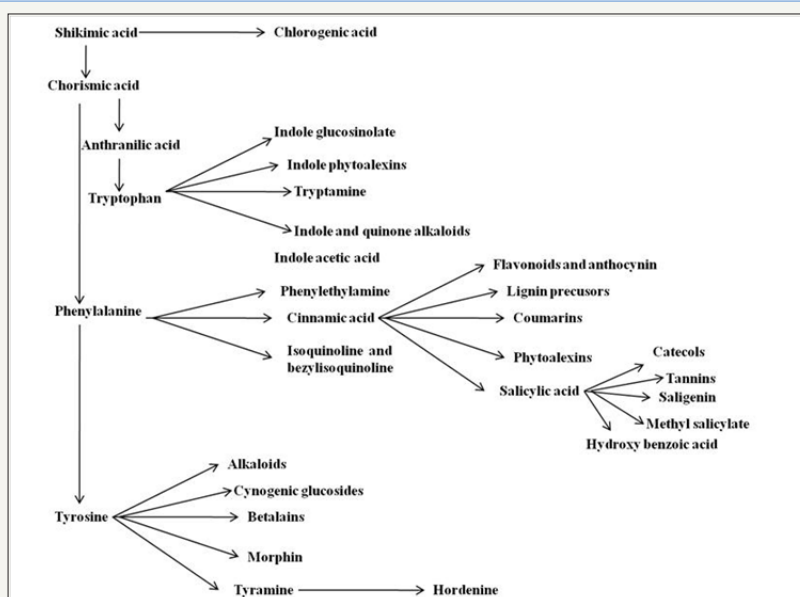 Shikimic acid
Chlorogenic acid
Chorismic acid
Anthranilic acid
Tryptophan
Indole glucosinolate
Indole phytoalexins
Tryptamine
Indole and quinone alkaloids
Indole acetic acid
Phenylalanine
Phenylethylamine
Cinnamic acid
Isoquinoline and
bezylisoquinoline
Flavonoids and anthocynin
Lignin precusors
Coumarins
Phytoalexins
Salicylic acid
Catecols
Tannins
Saligenin
Methyl salicylate
Hydroxy benzoic acid
Tyrosine
Alkaloids
Cynogenic glucosides
Betalains
Morphin
Tyramine
Hordenine